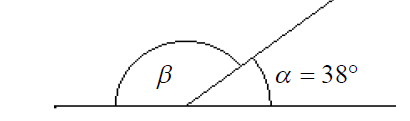 β
α = 38°